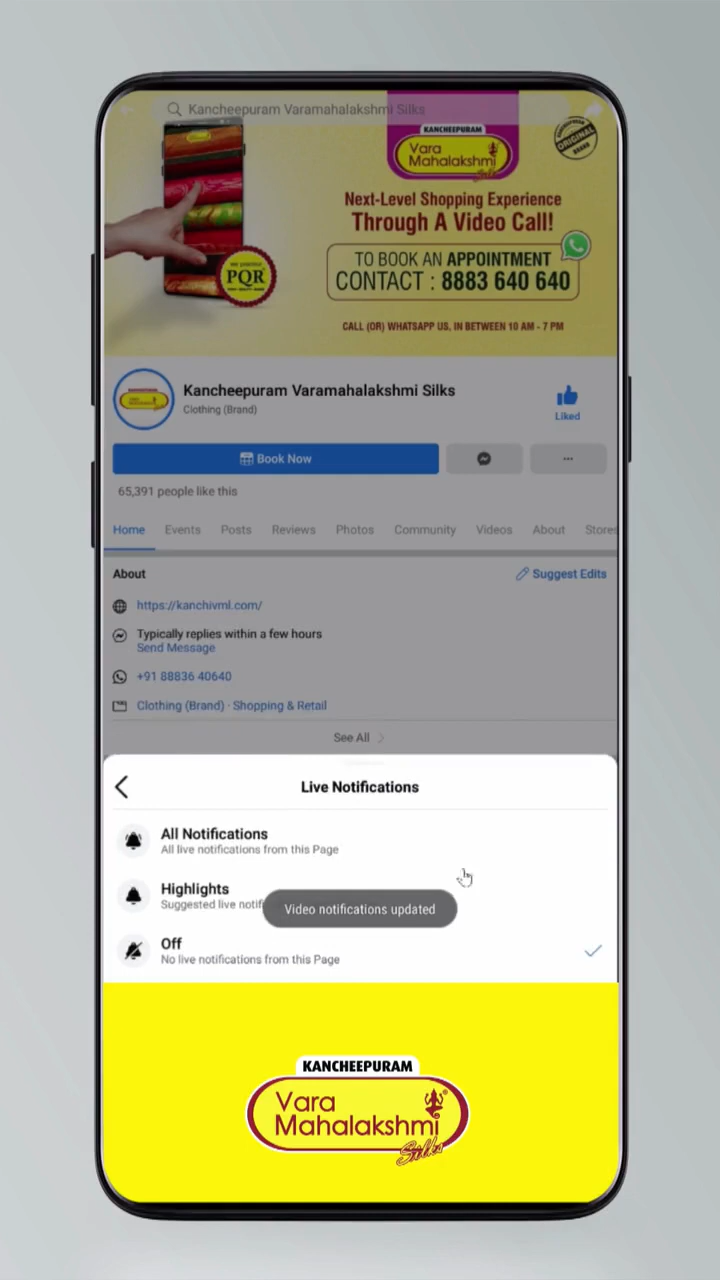 Kancheepuram Varamahalakshmi Silks
KANCHEEPURAM
Vara
Mahalakshmi
Silks
ORIGINAL
Next-Level Shopping Experience
Through A Video Call!
TO BOOK AN APPOINTMENT
CONTACT : 8883 640 640
PQR
CALL (OR) WHATSAPP US, IN BETWEEN 10 AM - 7 PM
Kancheepuram Varamahalakshmi Silks
Clothing (Brand)
Liked
Book Now
65,391 people like this
Home Events Posts Reviews Photos Community Videos About Stores
About
Suggest Edits
https://kanchivml.com/
Typically replies within a few hours
Send Message
+91 88836 40640
Clothing (Brand) · Shopping & Retail
See All
Live Notifications
All Notifications
All live notifications from this Page
Highlights
Suggested live notif
Video notifications updated
Off
No live notifications from this Page
KANCHEEPURAM
Vara
Mahalakshmi
Silks